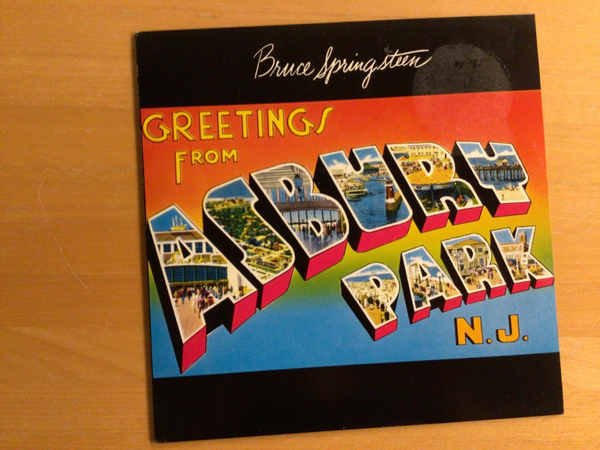 Bruce Springsteen
GREETINGS
FROM
ASBURY
PARK
N.J.